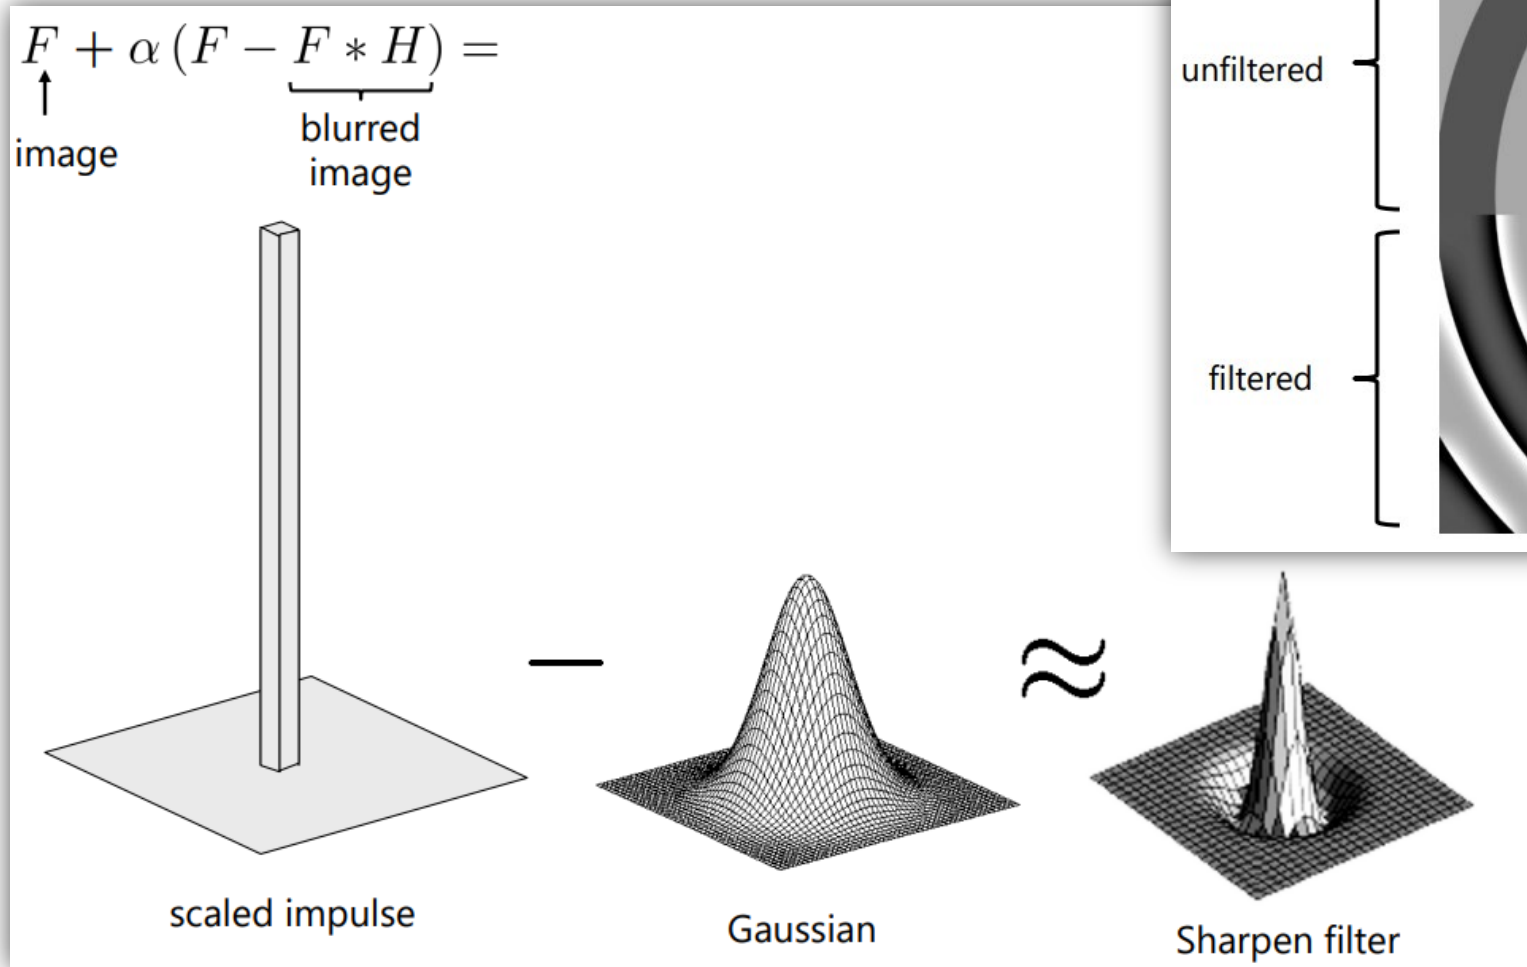 F + α (F − F ∗ H) =
image
blurred
image
unfiltered
filtered
−
≈
scaled impulse
Gaussian
Sharpen filter